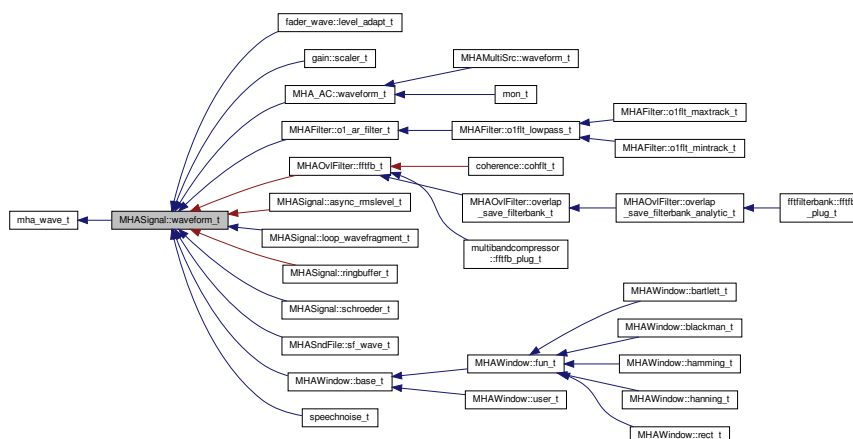 fader_wave::level_adapt_t
gain::scaler_t
MHAMultiSrc::waveform_t
MHA_AC::waveform_t
mon_t
MHAFilter::o1_ar_filter_t
MHAFilter::o1flt_lowpass_t
MHAFilter::o1flt_maxtrack_t
MHAFilter::o1flt_mintrack_t
MHAOvlFilter::fftfb_t
coherence::cohflt_t
MHASignal::async_rmslevel_t
MHAOvlFilter::overlap
_save_filterbank_t
MHAOvlFilter::overlap
_save_filterbank_analytic_t
fftfilterbank::fftfb
_plug_t
mha_wave_t
MHASignal::waveform_t
MHASignal::loop_wavefragment_t
multibandcompressor
::fftfb_plug_t
MHASignal::ringbuffer_t
MHASignal::schroeder_t
MHASndFile::sf_wave_t
MHAWindow::base_t
MHAWindow::fun_t
MHAWindow::user_t
MHAWindow::bartlett_t
MHAWindow::blackman_t
MHAWindow::hamming_t
MHAWindow::hanning_t
MHAWindow::rect_t
speechnoise_t